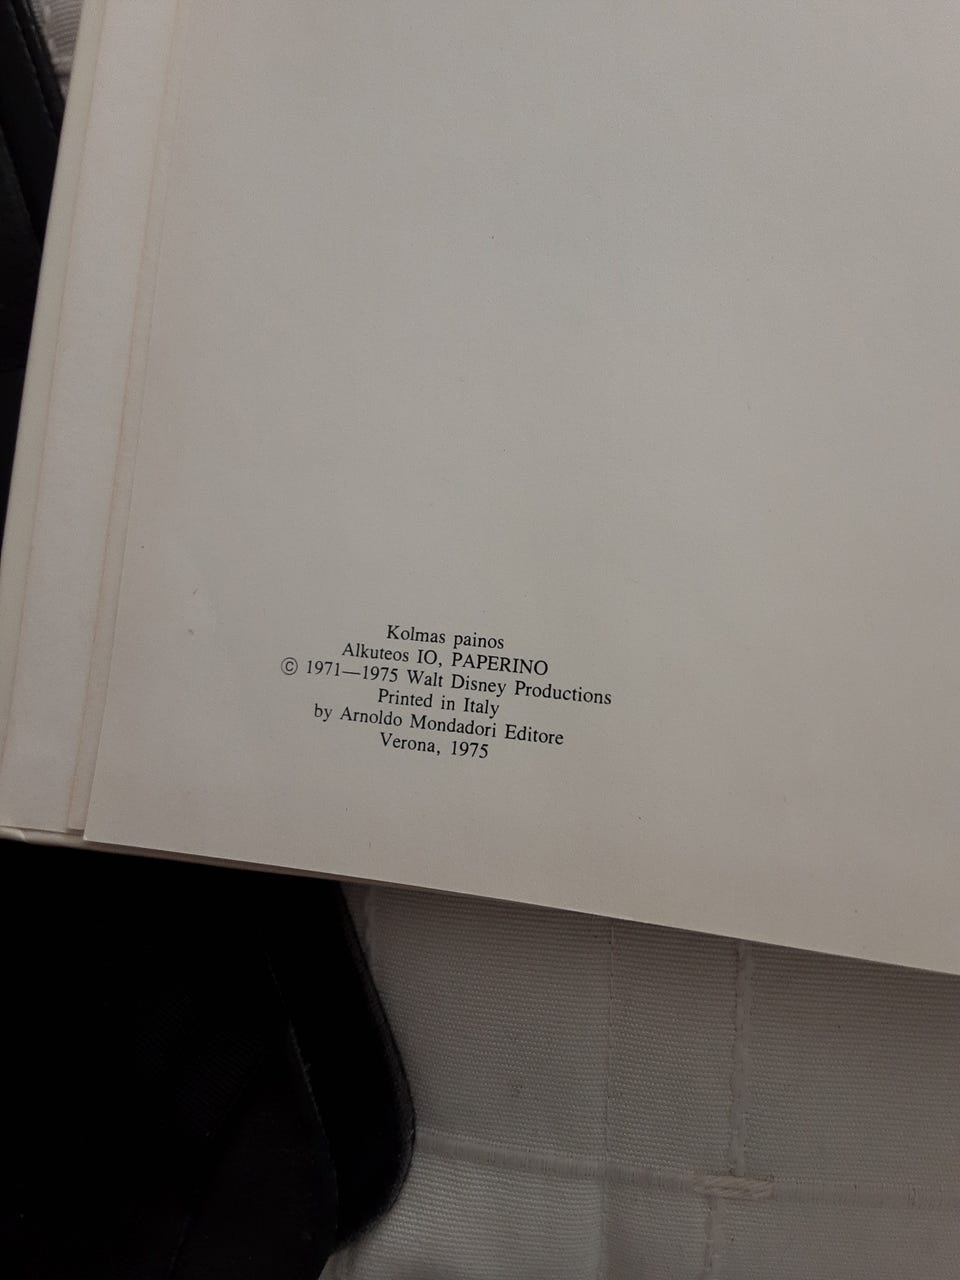 Kolmas painos
Alkuteos IO, PAPERINO
© 1971—1975 Walt Disney Productions
Printed in Italy
by Arnoldo Mondadori Editore
Verona, 1975